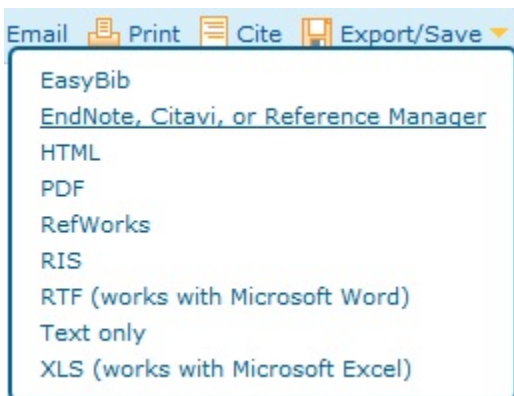 Email Print Cite Export/Save
EasyBib
EndNote, Citavi, or Reference Manager
HTML
PDF
RefWorks
RIS
RTF (works with Microsoft Word)
Text only
XLS (works with Microsoft Excel)